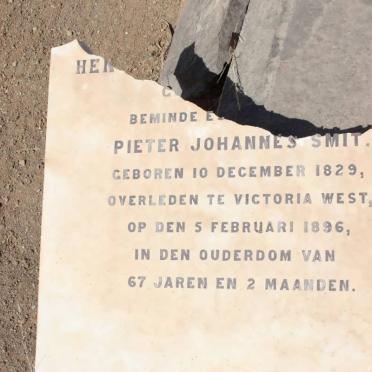 HER
BEMINDE E
PIETER JOHANNES SMIT.
GEBOREN 10 DECEMBER 1829,
OVERLEDEN TE VICTORIA WEST,
OP DEN 5 FEBRUARI 1896,
IN DEN OUDERDOM VAN
67 JAREN EN 2 MAANDEN.